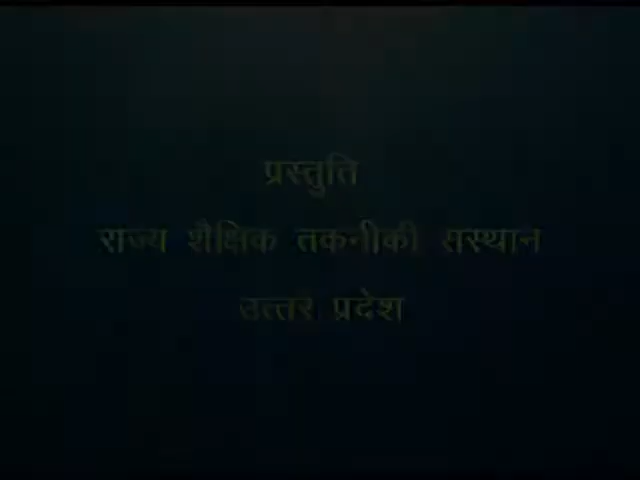 प्रस्तुति
राज्य शैक्षिक तकनीकी संस्थान
उत्तर प्रदेश